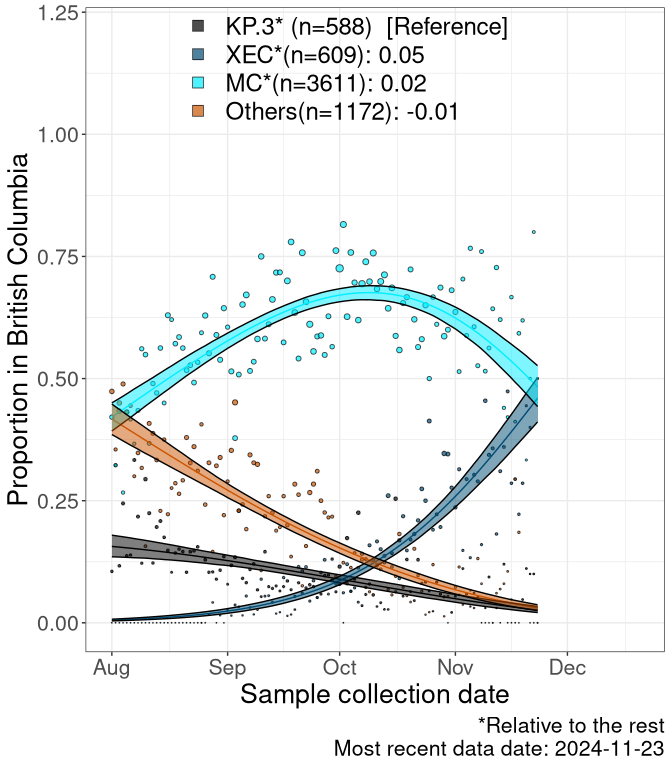 KP.3* (n=588)  [Reference]
XEC*(n=609): 0.05
MC*(n=3611): 0.02
Others(n=1172): -0.01
Proportion in British Columbia
1.25
1.00
0.75
0.50
0.25
0.00
Aug Sep Oct Nov Dec
Sample collection date
*Relative to the rest
Most recent data date: 2024-11-23